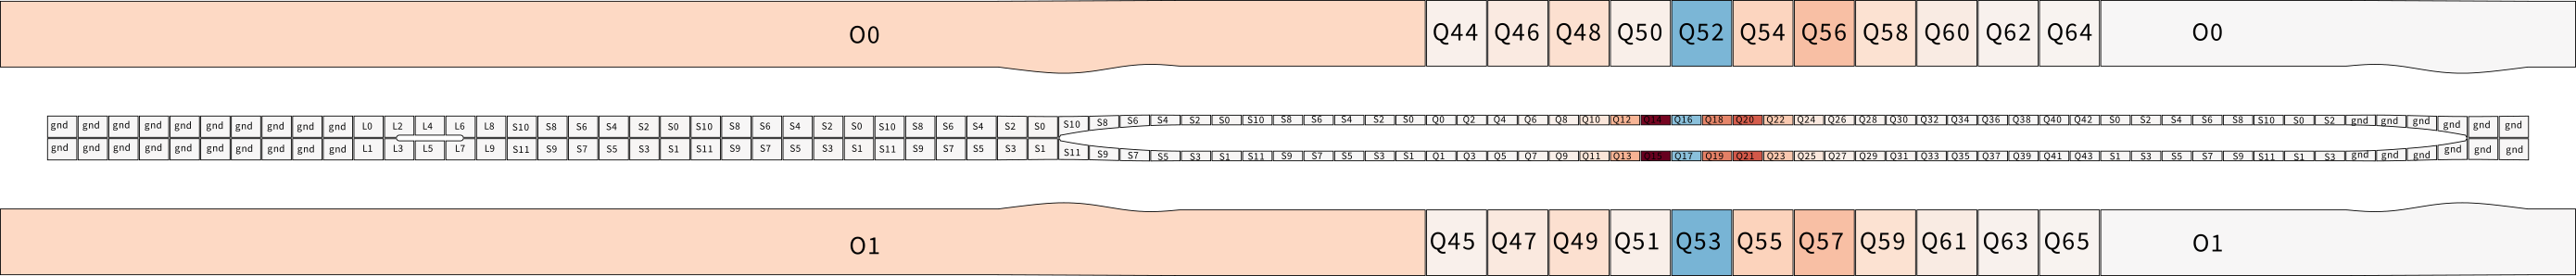 O0 Q44 Q46 Q48 Q50 Q52 Q54 Q56 Q58 Q60 Q62 Q64 O0
gnd gnd gnd gnd gnd gnd gnd gnd gnd gnd L0 L2 L4 L6 L8 S10 S8 S6 S4 S2 S0 S10 S8 S6 S4 S2 S0 S10 S8 S6 S4 S2 S0 S10 S8 S6 S4 S2 S0 S10 S8 S6 S4 S2 S0 Q0 Q2 Q4 Q6 Q8 Q10 Q12 Q14 Q16 Q18 Q20 Q22 Q24 Q26 Q28 Q30 Q32 Q34 Q36 Q38 Q40 Q42 S0 S2 S4 S6 S8 S10 S0 S2 gnd gnd gnd gnd gnd gnd
gnd gnd gnd gnd gnd gnd gnd gnd gnd gnd L1 L3 L5 L7 L9 S11 S9 S7 S5 S3 S1 S11 S9 S7 S5 S3 S1 S11 S9 S7 S5 S3 S1 S11 S9 S7 S5 S3 S1 S11 S9 S7 S5 S3 S1 Q1 Q3 Q5 Q7 Q9 Q11 Q13 Q15 Q17 Q19 Q21 Q23 Q25 Q27 Q29 Q31 Q33 Q35 Q37 Q39 Q41 Q43 S1 S3 S5 S7 S9 S11 S1 S3 gnd gnd gnd gnd gnd gnd
O1 Q45 Q47 Q49 Q51 Q53 Q55 Q57 Q59 Q61 Q63 Q65 O1